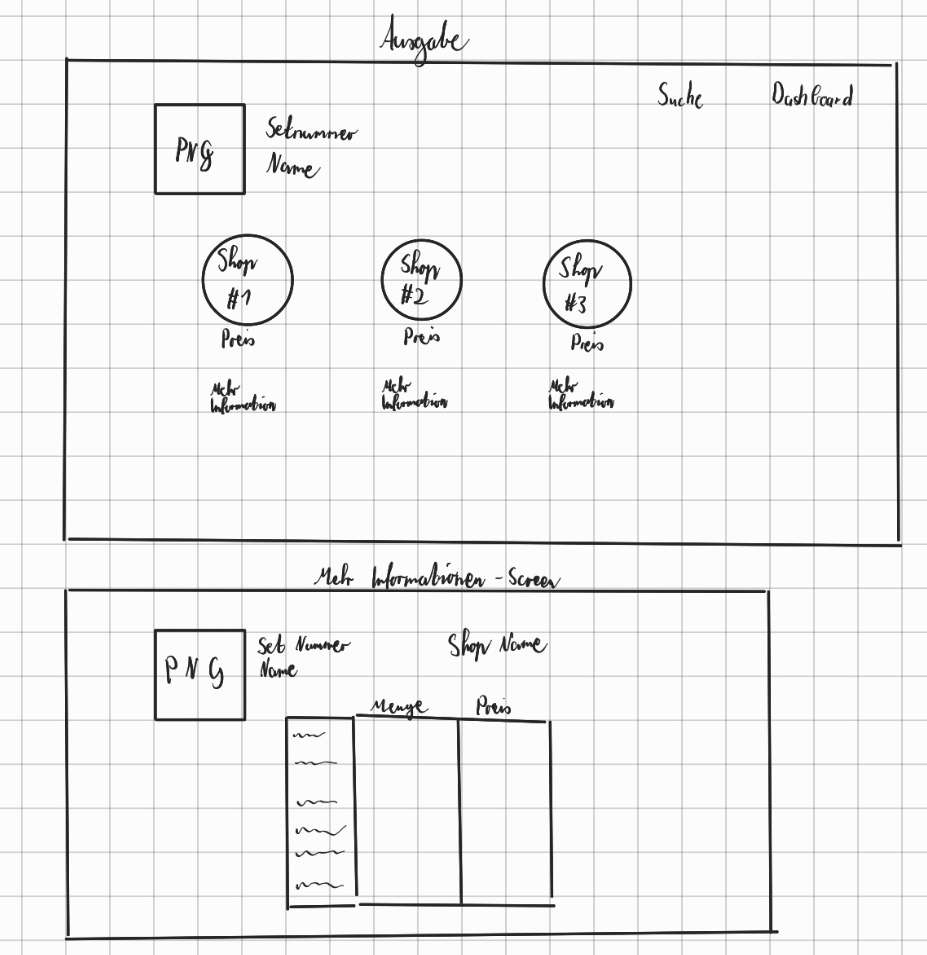 Ausgabe
Suche
Dashboard
PNG
Setnummer
Name
Shop
#1
Shop
#2
Shop
#3
Preis
Preis
Preis
Mehr
Information
Mehr
Information
Mehr
Information
Mehr Informationen-Screen
PNG
Set Nummer
Name
Shop Name
Menge
Preis